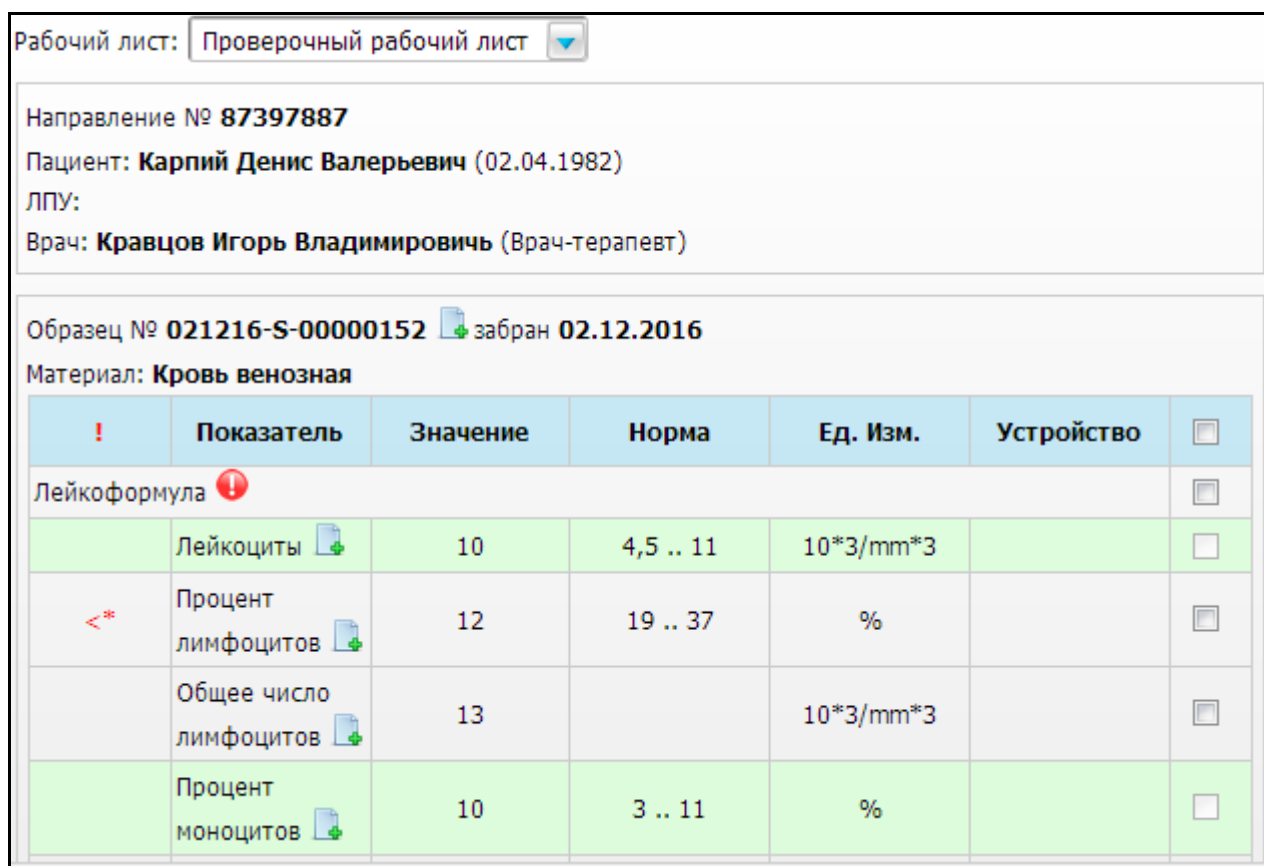 Рабочий лист: Проверочный рабочий лист
Направление № 87397887
Пациент: Карпий Денис Валерьевич (02.04.1982)
ЛПУ:
Врач: Кравцов Игорь Владимировичь (Врач-терапевт)
Образец № 021216-S-00000152 забран 02.12.2016
Материал: Кровь венозная
! Показатель Значение Норма Ед. Изм. Устройство
Лейкоформула
Лейкоциты 10 4,5 .. 11 10*3/mm*3
<* Процент лимфоцитов 12 19 .. 37 %
Общее число лимфоцитов 13 10*3/mm*3
Процент моноцитов 10 3 .. 11 %